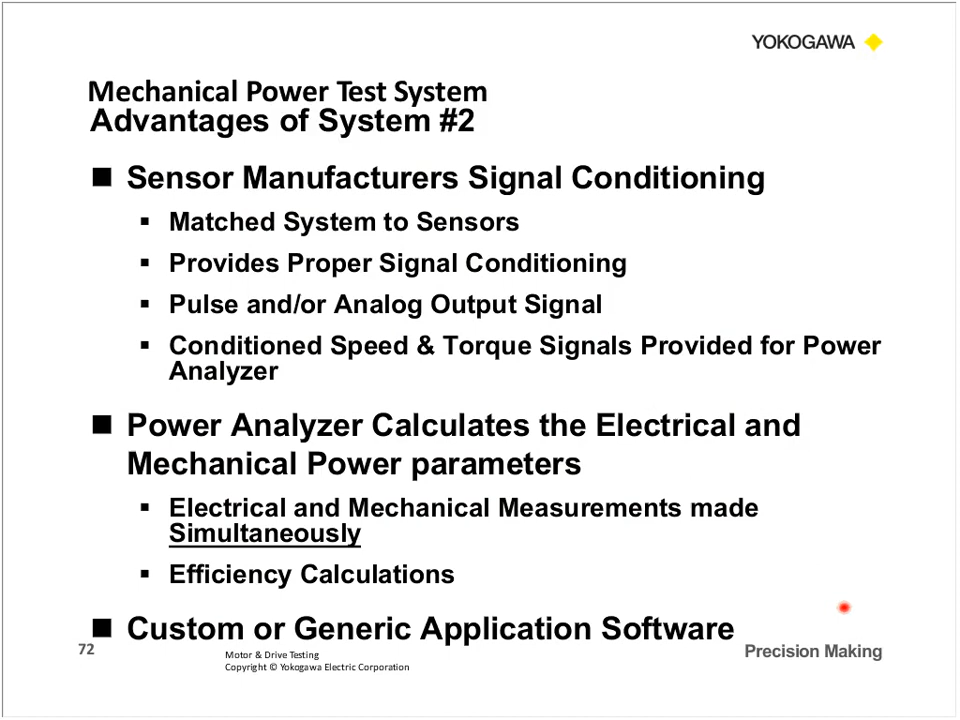 YOKOGAWA
Mechanical Power Test System
Advantages of System #2
Sensor Manufacturers Signal Conditioning
Matched System to Sensors
Provides Proper Signal Conditioning
Pulse and/or Analog Output Signal
Conditioned Speed & Torque Signals Provided for Power
Analyzer
Power Analyzer Calculates the Electrical and
Mechanical Power parameters
Electrical and Mechanical Measurements made
Simultaneously
Efficiency Calculations
Custom or Generic Application Software
72
Motor & Drive Testing
Copyright © Yokogawa Electric Corporation
Precision Making